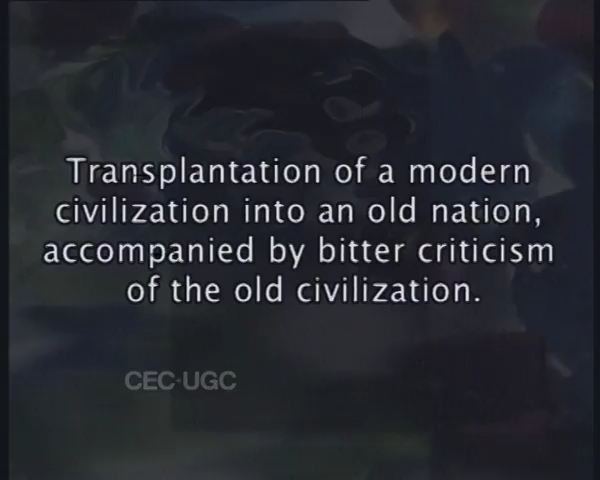 Transplantation of a modern
civilization into an old nation,
accompanied by bitter criticism
of the old civilization.
CEC-UGC